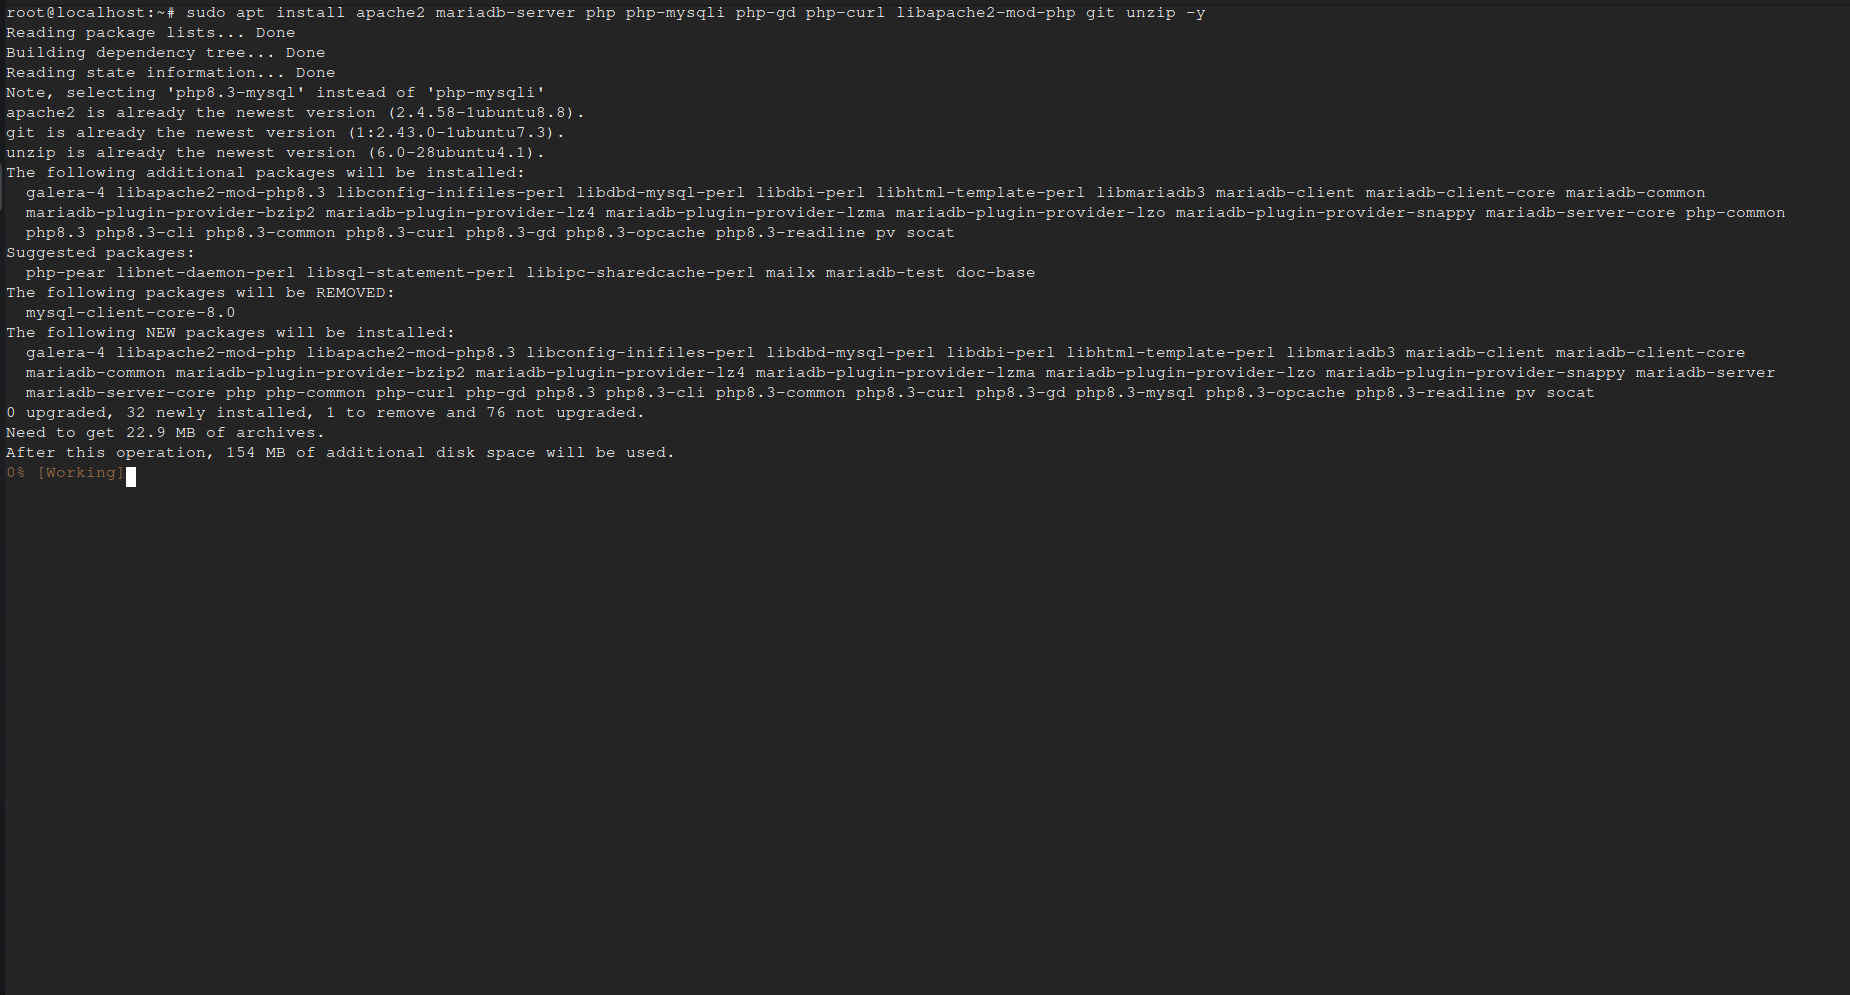 root@localhost:~# sudo apt install apache2 mariadb-server php php-mysqli php-gd php-curl libapache2-mod-php git unzip -y
Reading package lists... Done
Building dependency tree... Done
Reading state information... Done
Note, selecting 'php8.3-mysql' instead of 'php-mysqli'
apache2 is already the newest version (2.4.58-1ubuntu8.8).
git is already the newest version (1:2.43.0-1ubuntu7.3).
unzip is already the newest version (6.0-28ubuntu4.1).
The following additional packages will be installed:
  galera-4 libapache2-mod-php8.3 libconfig-inifiles-perl libdbd-mysql-perl libdbi-perl libhtml-template-perl libmariadb3 mariadb-client mariadb-client-core mariadb-common
  mariadb-plugin-provider-bzip2 mariadb-plugin-provider-lz4 mariadb-plugin-provider-lzma mariadb-plugin-provider-lzo mariadb-plugin-provider-snappy mariadb-server-core php-common
  php8.3 php8.3-cli php8.3-common php8.3-curl php8.3-gd php8.3-opcache php8.3-readline pv socat
Suggested packages:
  php-pear libnet-daemon-perl libsql-statement-perl libipc-sharedcache-perl mailx mariadb-test doc-base
The following packages will be REMOVED:
  mysql-client-core-8.0
The following NEW packages will be installed:
  galera-4 libapache2-mod-php libapache2-mod-php8.3 libconfig-inifiles-perl libdbd-mysql-perl libdbi-perl libhtml-template-perl libmariadb3 mariadb-client mariadb-client-core
  mariadb-common mariadb-plugin-provider-bzip2 mariadb-plugin-provider-lz4 mariadb-plugin-provider-lzma mariadb-plugin-provider-lzo mariadb-plugin-provider-snappy mariadb-server
  mariadb-server-core php php-common php-curl php-gd php8.3 php8.3-cli php8.3-common php8.3-curl php8.3-gd php8.3-mysql php8.3-opcache php8.3-readline pv socat
0 upgraded, 32 newly installed, 1 to remove and 76 not upgraded.
Need to get 22.9 MB of archives.
After this operation, 154 MB of additional disk space will be used.
0% [Working]